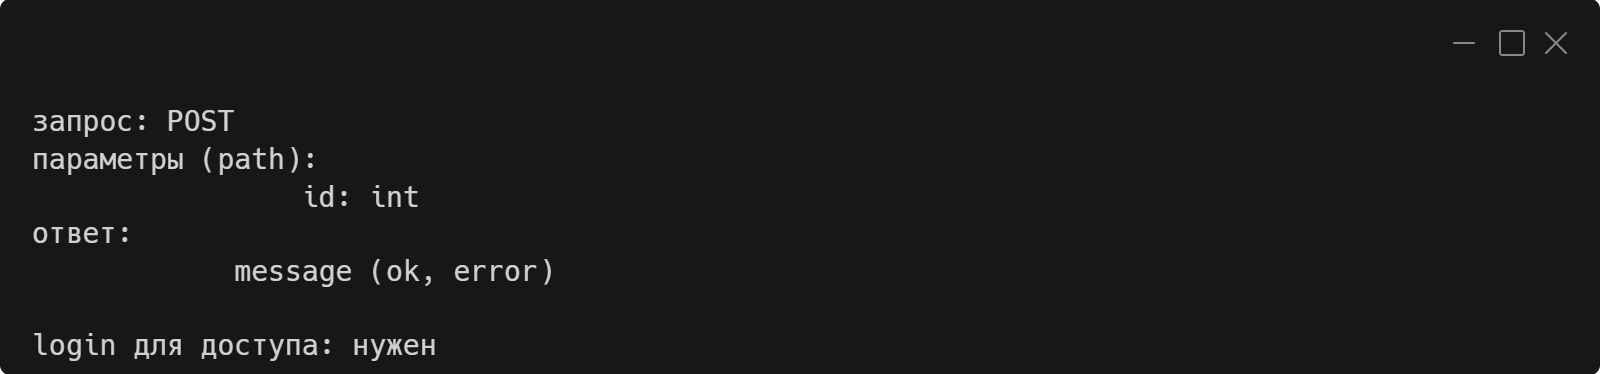 запрос: POST
параметры (path):
id: int
ответ:
message (ok, error)
login для доступа: нужен